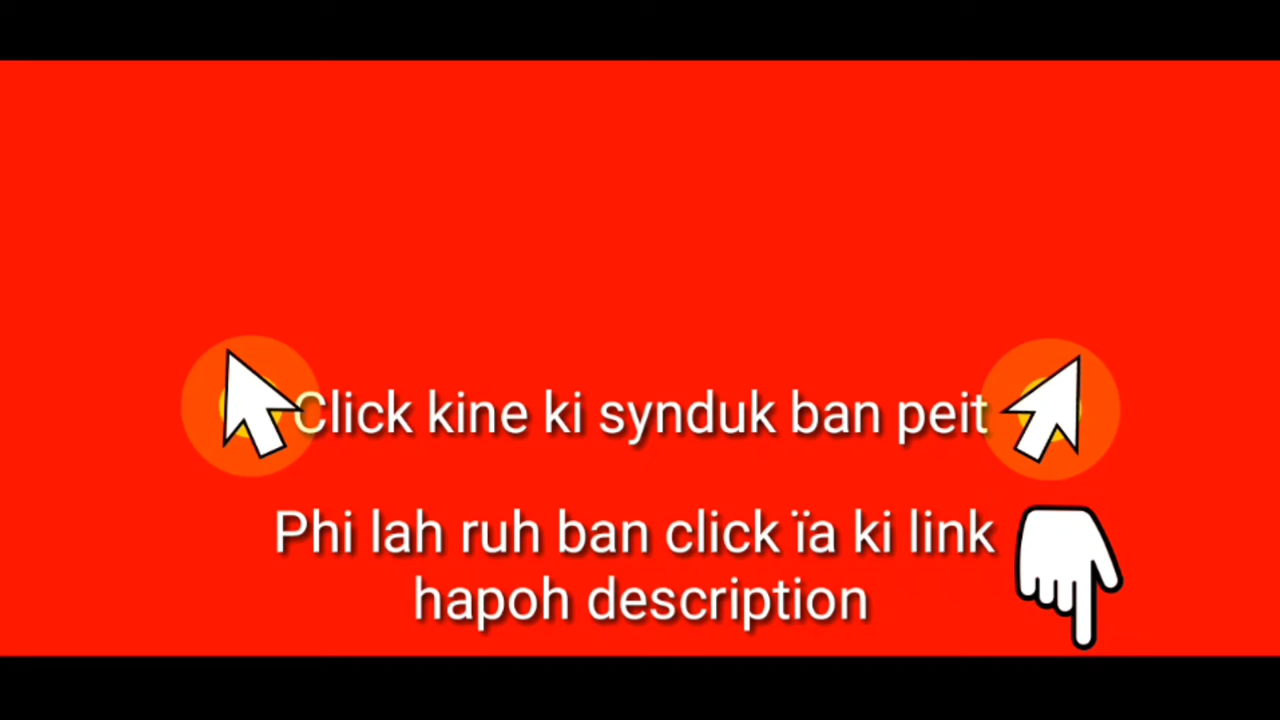 Click kine ki synduk ban peit
Phi lah ruh ban click ïa ki link
hapoh description